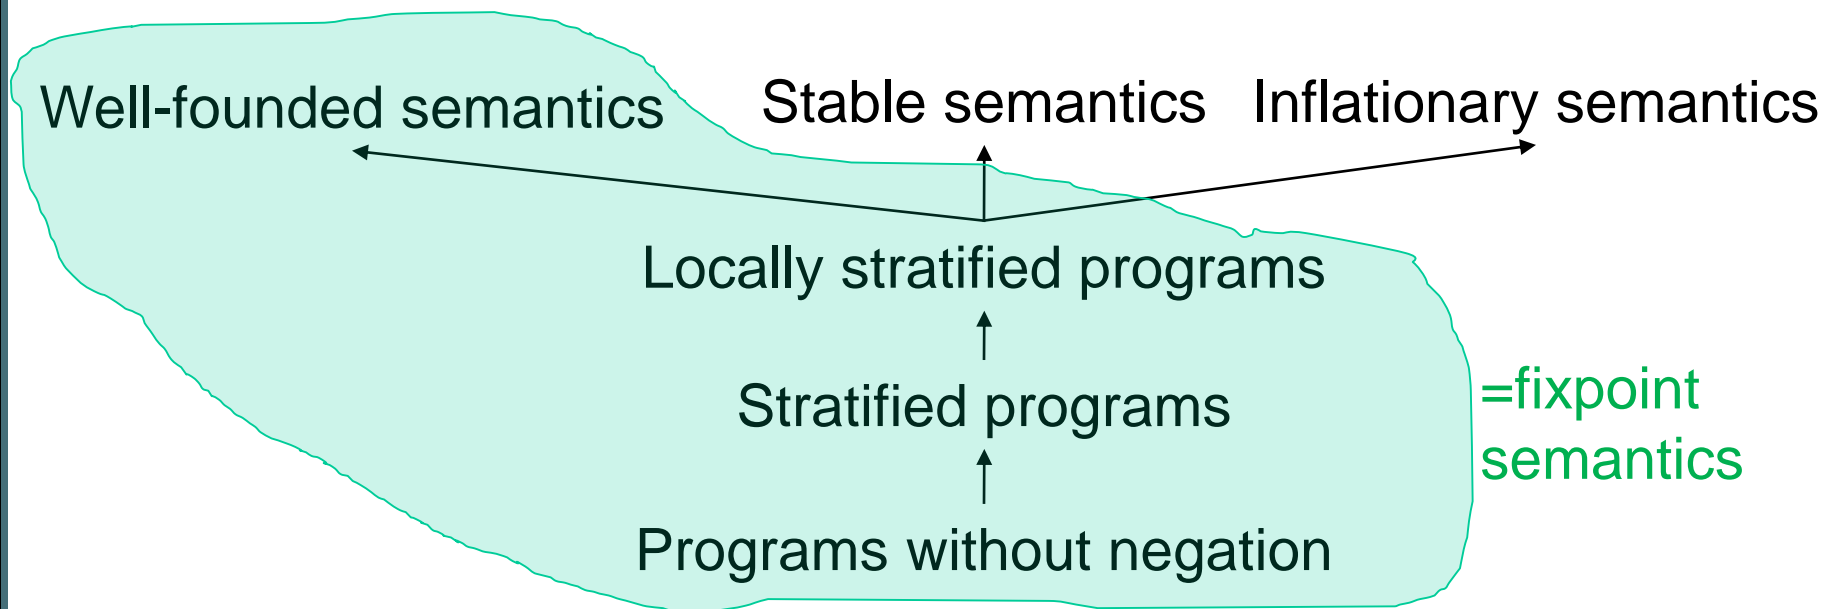 Well-founded semantics Stable semantics Inflationary semantics
Locally stratified programs
Stratified programs
=fixpoint
semantics
Programs without negation